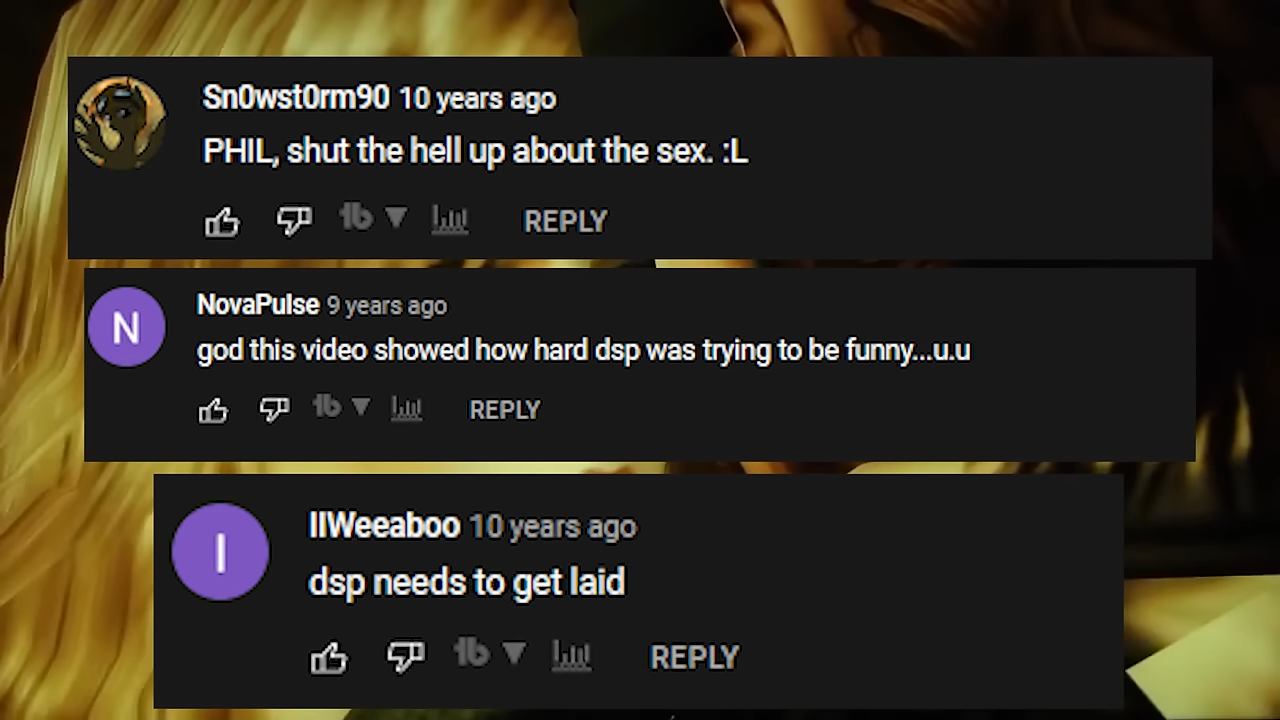 Sn0wst0rm90 10 years ago
PHIL, shut the hell up about the sex. :L
REPLY
N
NovaPulse 9 years ago
god this video showed how hard dsp was trying to be funny...u.u
REPLY
I
IIWeeaboo 10 years ago
dsp needs to get laid
REPLY